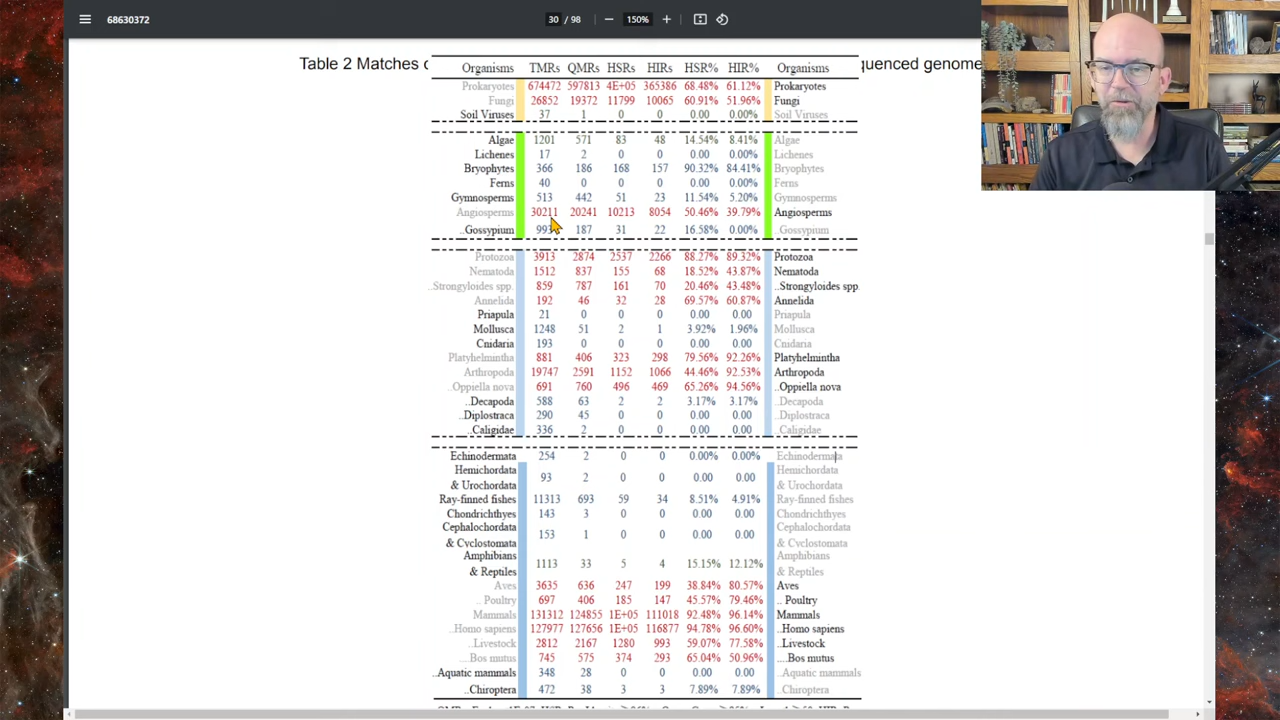 68630372 30 / 98 150%
Table 2 Matches quenced genome
Organisms TMRs QMRs HSRs HIRs HSR% HIR% Organisms
Prokaryotes 674472 597813 4E+05 365386 68.48% 61.12% Prokaryotes
Fungi 26852 19372 11799 10065 60.91% 51.96% Fungi
Soil Viruses 37 1 0 0 0.00 0.00% Soil Viruses
Algae 1201 571 83 48 14.54% 8.41% Algae
Lichenes 17 2 0 0 0.00 0.00% Lichenes
Bryophytes 366 186 168 157 90.32% 84.41% Bryophytes
Ferns 40 0 0 0 0.00 0.00% Ferns
Gymnosperms 513 442 51 23 11.54% 5.20% Gymnosperms
Angiosperms 30211 20241 10213 8054 50.46% 39.79% Angiosperms
..Gossypium 187 31 22 16.58% 0.00% ..Gossypium
Protozoa 3913 2874 2537 2266 88.27% 89.32% Protozoa
Nematoda 1512 837 155 68 18.52% 43.87% Nematoda
..Strongyloides spp. 859 787 161 70 20.46% 43.48% ..Strongyloides spp.
Annelida 192 46 32 28 69.57% 60.87% Annelida
Priapula 21 0 0 0 0.00 0.00 Priapula
Mollusca 1248 51 2 1 3.92% 1.96% Mollusca
Cnidaria 193 0 0 0 0.00 0.00 Cnidaria
Platyhelmintha 881 406 323 298 79.56% 92.26% Platyhelmintha
Arthropoda 19747 2591 1152 1066 44.46% 92.53% Arthropoda
..Oppiella nova 691 760 496 469 65.26% 94.56% ..Oppiella nova
..Decapoda 588 63 2 2 3.17% 3.17% ..Decapoda
..Diplostraca 290 45 0 0 0.00 0.00 ..Diplostraca
..Caligidae 336 2 0 0 0.00 0.00 ..Caligidae
Echinodermata 254 2 0 0 0.00% 0.00% Echinodermata
Hemichordata Hemichordata
& Urochordata 93 2 0 0 0.00 0.00 & Urochordata
Ray-finned fishes 11313 693 59 34 8.51% 4.91% Ray-finned fishes
Chondrichthyes 143 3 0 0 0.00 0.00 Chondrichthyes
Cephalochordata Cephalochordata
& Cyclostomata 153 1 0 0 0.00 0.00 & Cyclostomata
Amphibians Amphibians
& Reptiles 1113 33 5 4 15.15% 12.12% & Reptiles
Aves 3635 636 247 199 38.84% 80.57% Aves
.. Poultry 697 406 185 147 45.57% 79.46% .. Poultry
Mammals 131312 124855 1E+05 111018 92.48% 96.14% Mammals
..Homo sapiens 127977 127656 1E+05 116877 94.78% 96.60% ..Homo sapiens
..Livestock 2812 2167 1280 993 59.07% 77.58% ..Livestock
....Bos mutus 745 575 374 293 65.04% 50.96% ....Bos mutus
..Aquatic mammals 348 28 0 0 0.00 0.00 ..Aquatic mammals
..Chiroptera 472 38 3 3 7.89% 7.89% ..Chiroptera